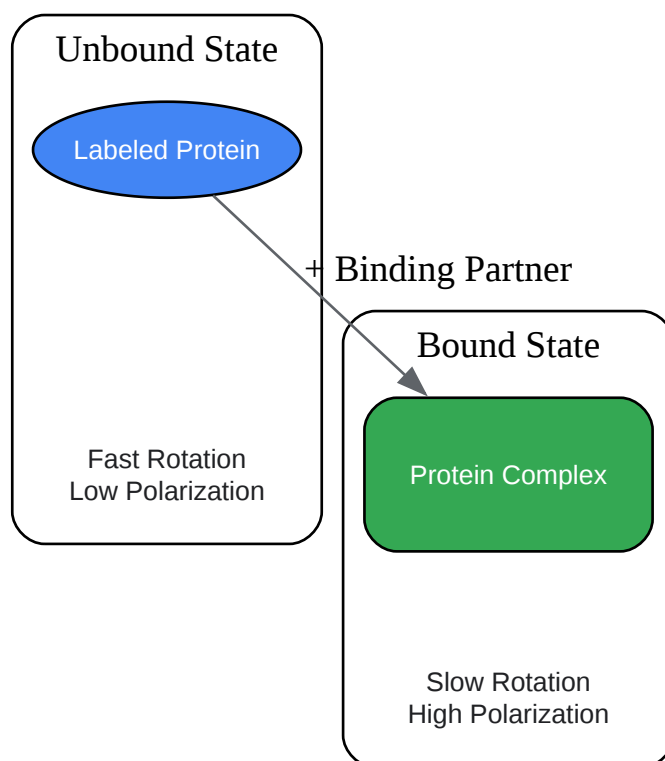 Unbound State
Labeled Protein
+ Binding Partner
Bound State
Fast Rotation
Low Polarization
Protein Complex
Slow Rotation
High Polarization